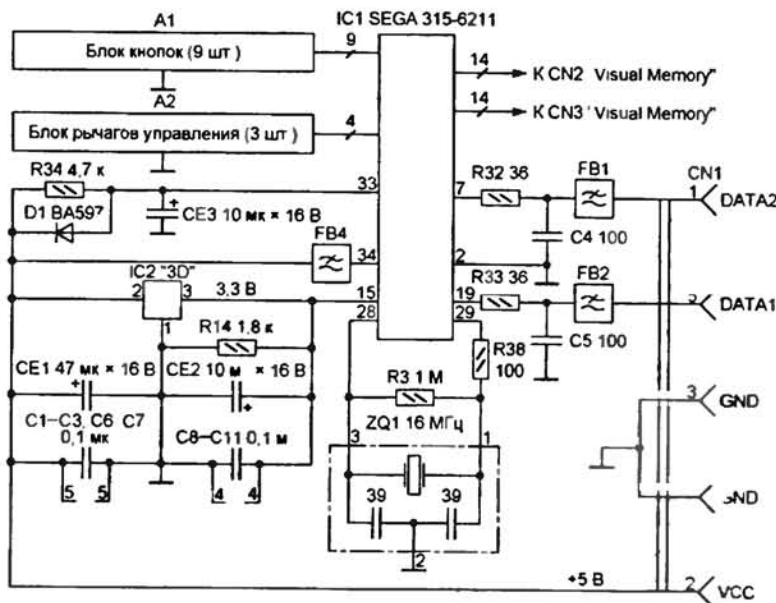 A1
IC1 SEGA 315-6211
Блок кнопок (9 шт )
9
14
К CN2 Visual Memory"
A2
14
К CN3 ' Visual Memory"
Блок рычагов управления (3 шт )
4
R34 4,7 к
33
7
R32 36
FB1
CN1
1
DATA2
D1 BA597
CE3 10 мк × 16 В
FB4
34
2
C4 100
IC2 "3D"
R33 36
FB2
2
3
3,3 В
15
19
DATA1
28
29
1
R14 1,8 к
R38
100
C5 100
CE1 47 мк × 16 В
CE2 10 м × 16 В
R3 1 М
3
GND
C1–C3, C6 C7
0,1 мк
C8–C11 0,1 м
ZQ1 16 МГц
3
1
5
5
4
4
39
39
GND
2
+5 В
2
VCC